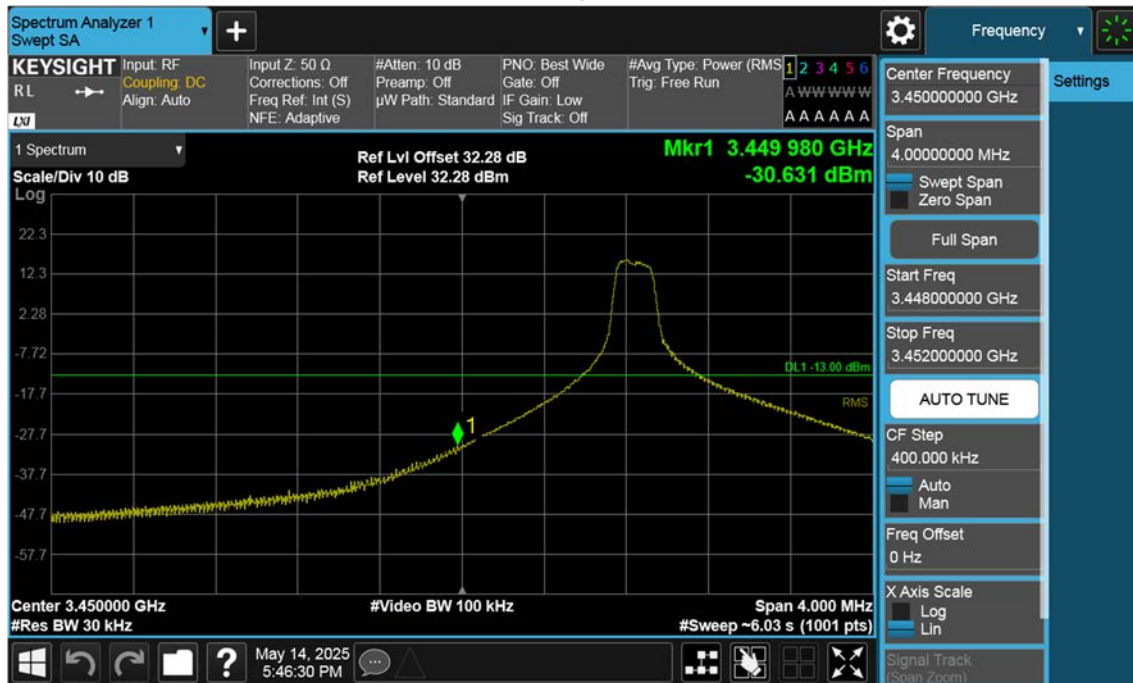 Spectrum Analyzer 1
Swept SA
Frequency
KEYSIGHT
RL
LXI
Input: RF
Coupling: DC
Align: Auto
Input Z: 50 Ω
Corrections: Off
Freq Ref: Int (S)
NFE: Adaptive
#Atten: 10 dB
Preamp: Off
µW Path: Standard
PNO: Best Wide
Gate: Off
IF Gain: Low
Sig Track: Off
#Avg Type: Power (RMS
Trig: Free Run
1 2 3 4 5 6
A W W W W W
A A A A A A
1 Spectrum
Scale/Div 10 dB
Ref Lvl Offset 32.28 dB
Ref Level 32.28 dBm
Mkr1 3.449 980 GHz
-30.631 dBm
Log
22.3
12.3
2.28
-7.72
-17.7
-27.7
-37.7
-47.7
-57.7
DL1 -13.00 dBm
RMS
1
Center 3.450000 GHz
#Res BW 30 kHz
#Video BW 100 kHz
Span 4.000 MHz
#Sweep ~6.03 s (1001 pts)
Center Frequency
3.450000000 GHz
Settings
Span
4.00000000 MHz
Swept Span
Zero Span
Full Span
Start Freq
3.448000000 GHz
Stop Freq
3.452000000 GHz
AUTO TUNE
CF Step
400.000 kHz
Auto
Man
Freq Offset
0 Hz
X Axis Scale
Log
Lin
Signal Track
(Span Zoom)
?
May 14, 2025
5:46:30 PM